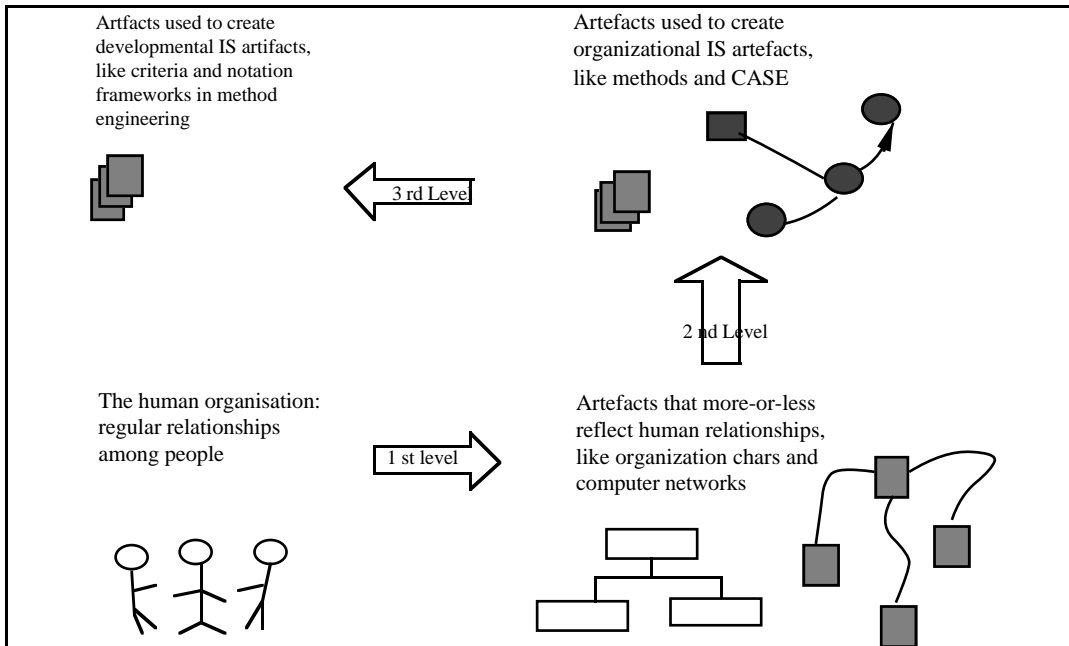 Artfacts used to create
developmental IS artifacts,
like criteria and notation
frameworks in method
engineering
Artefacts used to create
organizational IS artefacts,
like methods and CASE
3 rd Level
2 nd Level
The human organisation:
regular relationships
among people
1 st level
Artefacts that more-or-less
reflect human relationships,
like organization chars and
computer networks